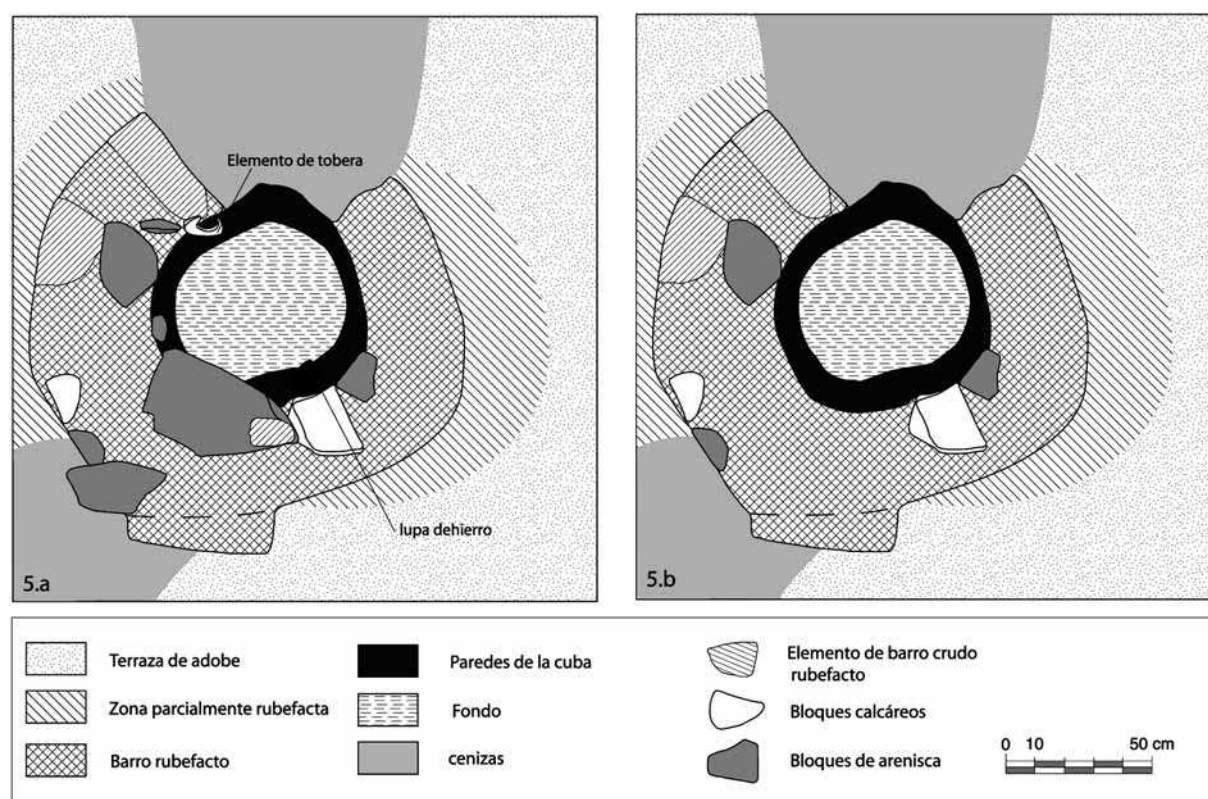 Elemento de tobera
lupa dehierro
5.a
5.b
Terraza de adobe
Zona parcialmente rubefacta
Barro rubefacto
Paredes de la cuba
Fondo
cenizas
Elemento de barro crudo
rubefacto
Bloques calcáreos
Bloques de arenisca
0 10 50 cm